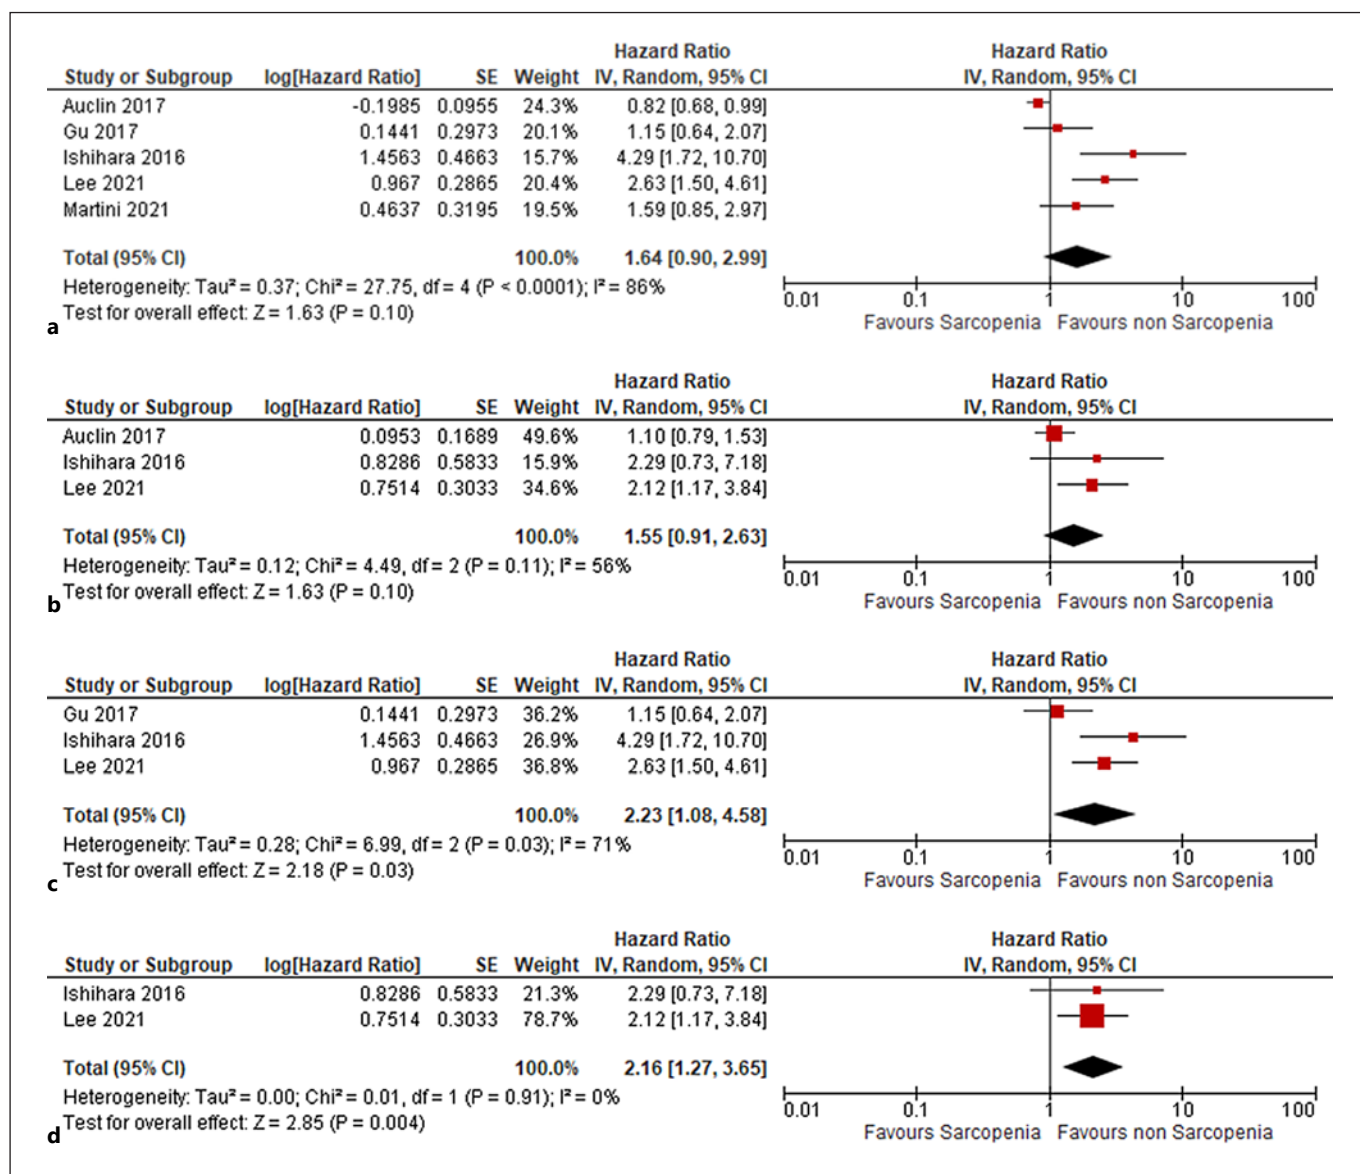 Hazard Ratio Hazard Ratio
Study or Subgroup log[Hazard Ratio] SE Weight IV, Random, 95% CI IV, Random, 95% CI
Auclin 2017 -0.1985 0.0955 24.3% 0.82 [0.68, 0.99]
Gu 2017 0.1441 0.2973 20.1% 1.15 [0.64, 2.07]
Ishihara 2016 1.4563 0.4663 15.7% 4.29 [1.72, 10.70]
Lee 2021 0.967 0.2865 20.4% 2.63 [1.50, 4.61]
Martini 2021 0.4637 0.3195 19.5% 1.59 [0.85, 2.97]
Total (95% CI) 100.0% 1.64 [0.90, 2.99]
Heterogeneity: Tau² = 0.37; Chi² = 27.75, df = 4 (P < 0.0001); I² = 86%
0.01 0.1 1 10 100
Test for overall effect: Z = 1.63 (P = 0.10)
Favours Sarcopenia Favours non Sarcopenia
a
Hazard Ratio Hazard Ratio
Study or Subgroup log[Hazard Ratio] SE Weight IV, Random, 95% CI IV, Random, 95% CI
Auclin 2017 0.0953 0.1689 49.6% 1.10 [0.79, 1.53]
Ishihara 2016 0.8286 0.5833 15.9% 2.29 [0.73, 7.18]
Lee 2021 0.7514 0.3033 34.6% 2.12 [1.17, 3.84]
Total (95% CI) 100.0% 1.55 [0.91, 2.63]
Heterogeneity: Tau² = 0.12; Chi² = 4.49, df = 2 (P = 0.11); I² = 56%
0.01 0.1 1 10 100
Test for overall effect: Z = 1.63 (P = 0.10)
Favours Sarcopenia Favours non Sarcopenia
b
Hazard Ratio Hazard Ratio
Study or Subgroup log[Hazard Ratio] SE Weight IV, Random, 95% CI IV, Random, 95% CI
Gu 2017 0.1441 0.2973 36.2% 1.15 [0.64, 2.07]
Ishihara 2016 1.4563 0.4663 26.9% 4.29 [1.72, 10.70]
Lee 2021 0.967 0.2865 36.8% 2.63 [1.50, 4.61]
Total (95% CI) 100.0% 2.23 [1.08, 4.58]
Heterogeneity: Tau² = 0.28; Chi² = 6.99, df = 2 (P = 0.03); I² = 71%
0.01 0.1 1 10 100
Test for overall effect: Z = 2.18 (P = 0.03)
Favours Sarcopenia Favours non Sarcopenia
c
Hazard Ratio Hazard Ratio
Study or Subgroup log[Hazard Ratio] SE Weight IV, Random, 95% CI IV, Random, 95% CI
Ishihara 2016 0.8286 0.5833 21.3% 2.29 [0.73, 7.18]
Lee 2021 0.7514 0.3033 78.7% 2.12 [1.17, 3.84]
Total (95% CI) 100.0% 2.16 [1.27, 3.65]
Heterogeneity: Tau² = 0.00; Chi² = 0.01, df = 1 (P = 0.91); I² = 0%
0.01 0.1 1 10 100
Test for overall effect: Z = 2.85 (P = 0.004)
Favours Sarcopenia Favours non Sarcopenia
d